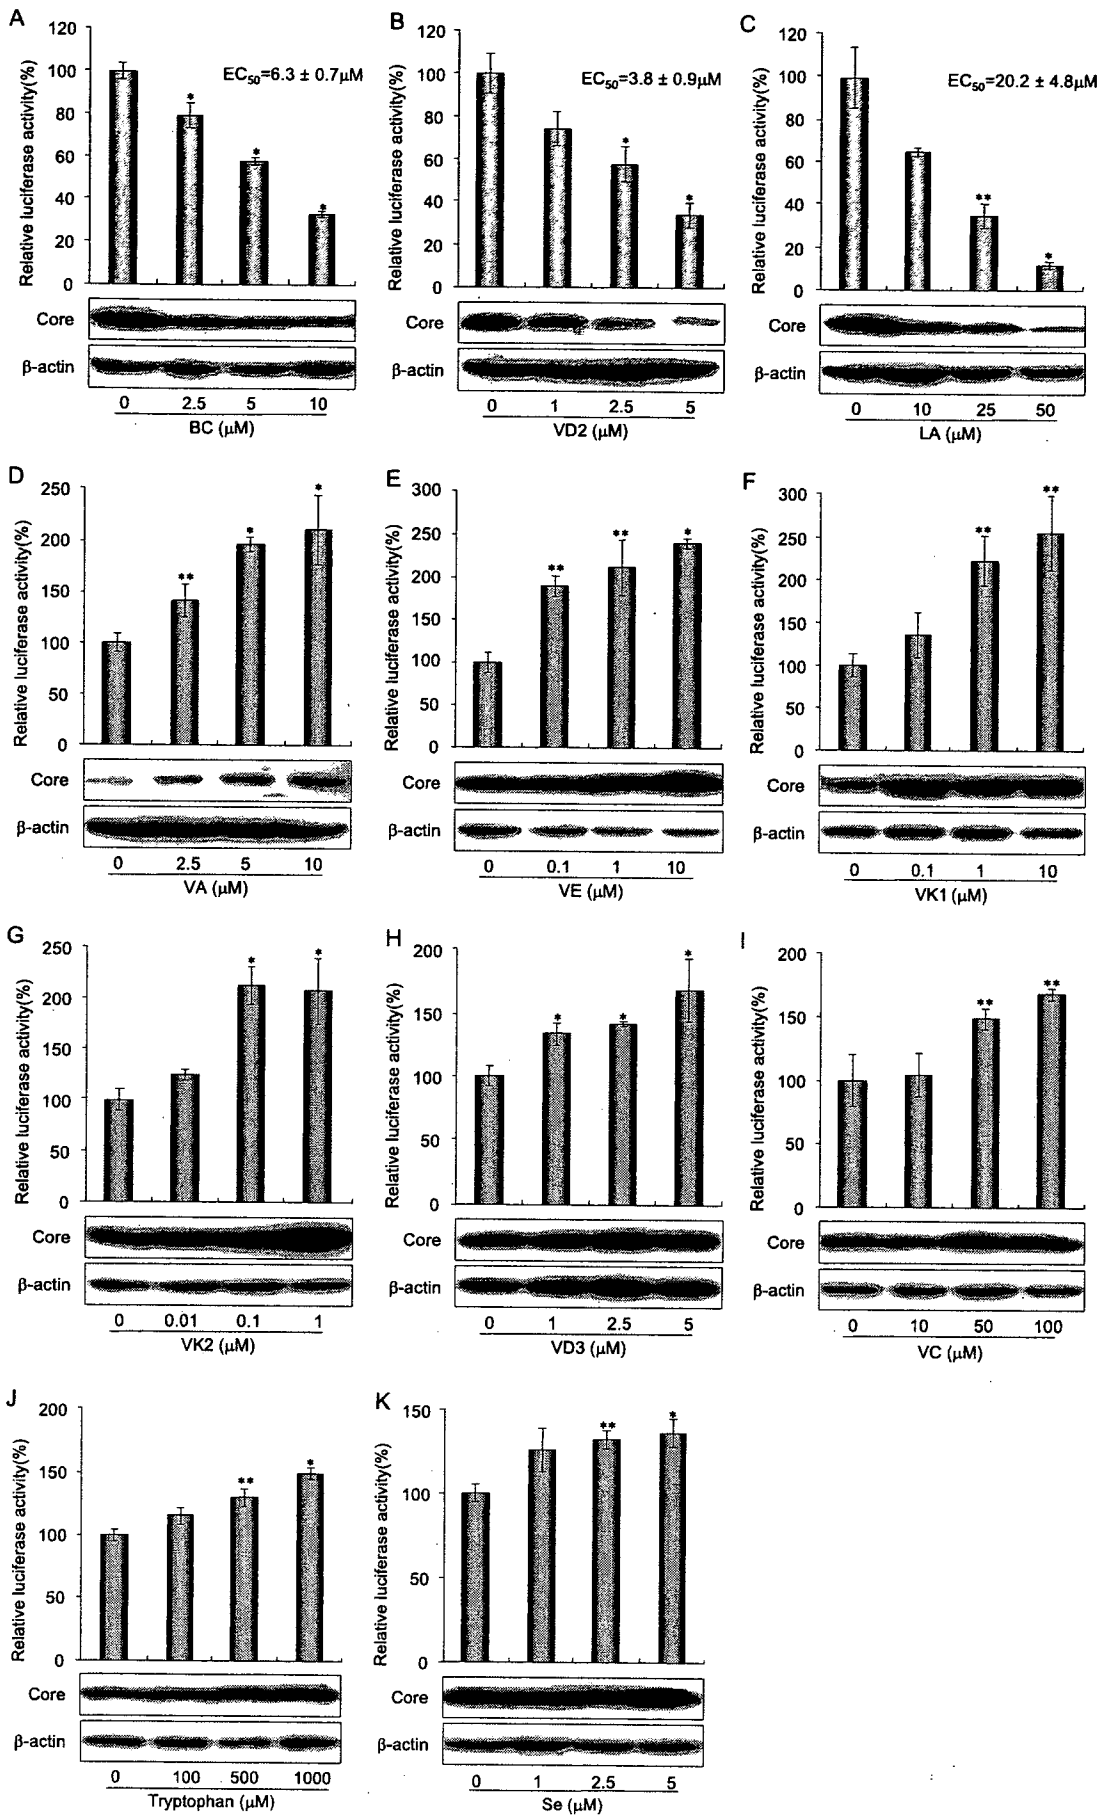 A
Relative luciferase activity(%)
120
100
80
60
40
20
0
EC50=6.3 ± 0.7μM
*
*
*
Core
β-actin
0 2.5 5 10
BC (μM)
B
Relative luciferase activity(%)
120
100
80
60
40
20
0
EC50=3.8 ± 0.9μM
*
*
Core
β-actin
0 1 2.5 5
VD2 (μM)
C
Relative luciferase activity(%)
120
100
80
60
40
20
0
EC50=20.2 ± 4.8μM
**
*
Core
β-actin
0 10 25 50
LA (μM)
D
Relative luciferase activity(%)
250
200
150
100
50
0
**
*
*
Core
β-actin
0 2.5 5 10
VA (μM)
E
Relative luciferase activity(%)
300
250
200
150
100
50
0
**
**
*
Core
β-actin
0 0.1 1 10
VE (μM)
F
Relative luciferase activity(%)
300
250
200
150
100
50
0
**
**
Core
β-actin
0 0.1 1 10
VK1 (μM)
G
Relative luciferase activity(%)
250
200
150
100
50
0
*
*
Core
β-actin
0 0.01 0.1 1
VK2 (μM)
H
Relative luciferase activity(%)
200
150
100
50
0
*
*
*
Core
β-actin
0 1 2.5 5
VD3 (μM)
I
Relative luciferase activity(%)
200
150
100
50
0
**
**
Core
β-actin
0 10 50 100
VC (μM)
J
Relative luciferase activity(%)
200
150
100
50
0
**
*
Core
β-actin
0 100 500 1000
Tryptophan (μM)
K
Relative luciferase activity(%)
150
100
50
0
**
*
Core
β-actin
0 1 2.5 5
Se (μM)